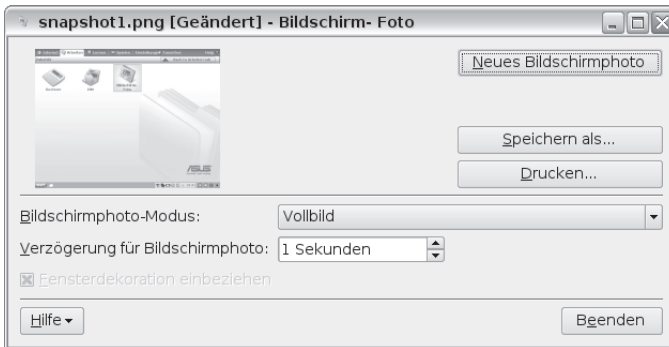 snapshot1.png [Geändert] - Bildschirm- Foto
Neues Bildschirmphoto
ASUS
Speichern als...
Drucken...
Bildschirmphoto-Modus:
Vollbild
Verzögerung für Bildschirmphoto:
1 Sekunden
Fensterdekoration einbeziehen
Hilfe
Beenden